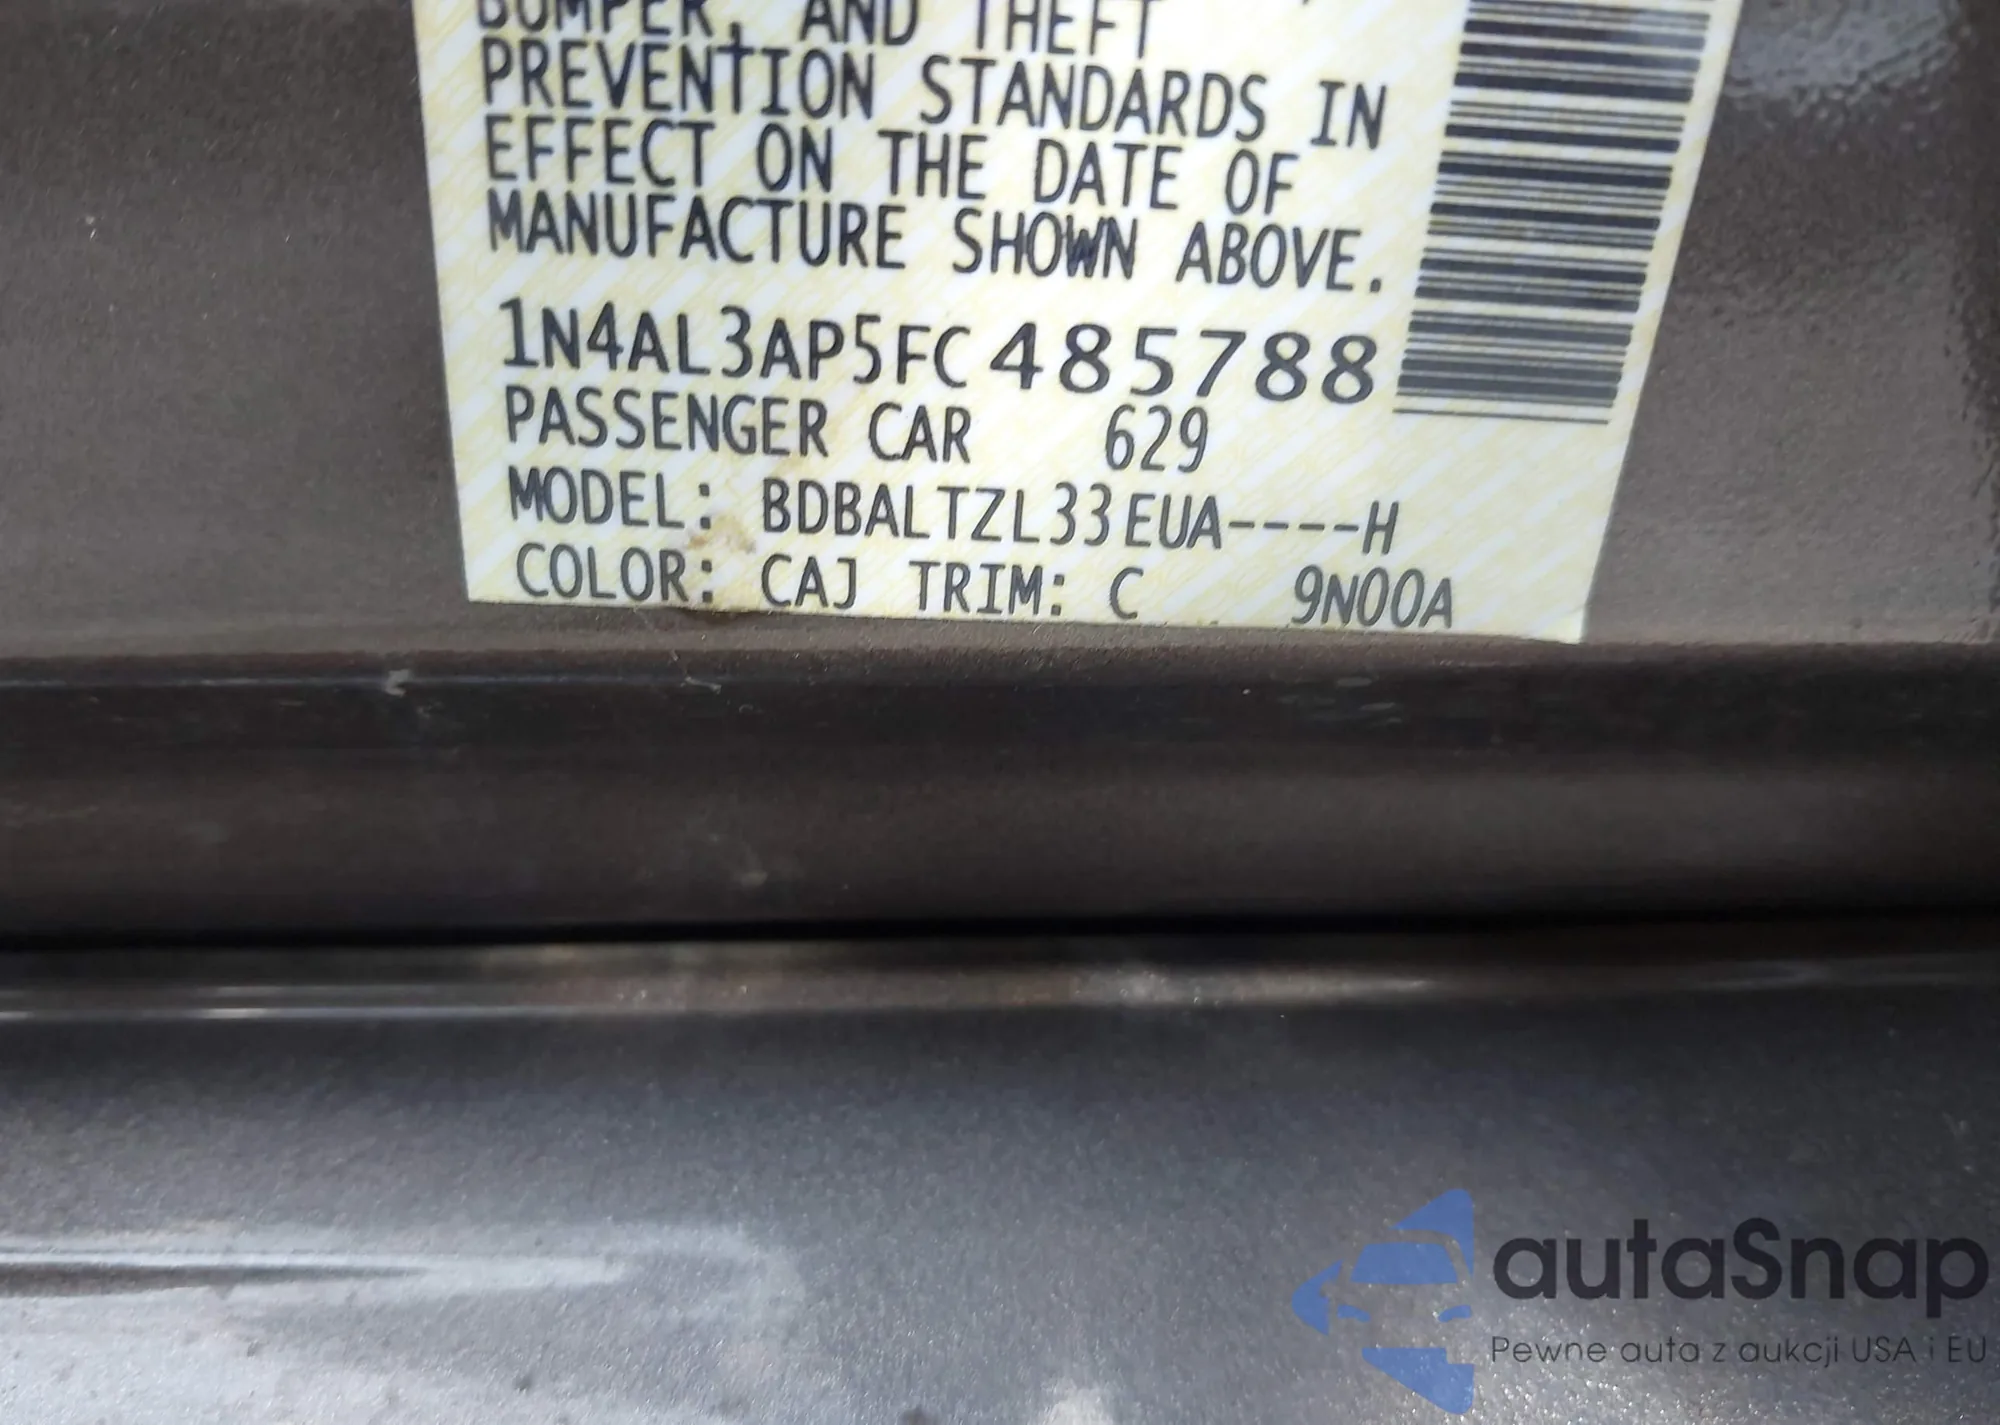 BUMPER, AND THEFT
PREVENTION STANDARDS IN
EFFECT ON THE DATE OF
MANUFACTURE SHOWN ABOVE.
1N4AL3AP5FC485788
PASSENGER CAR 629
MODEL: BDBALTZL33EUA----H
COLOR: CAJ TRIM: C 9N00A
autaSnap
Pewne auta z aukcji USA i EU